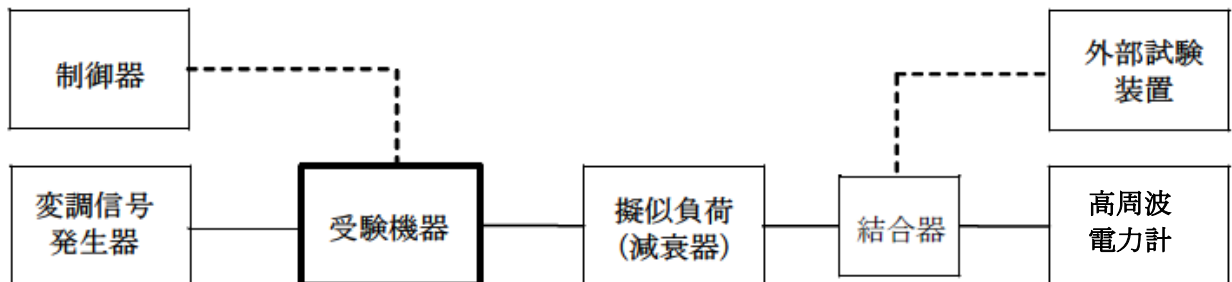 制御器
外部試験
装置
変調信号
発生器
受験機器
擬似負荷
(減衰器)
結合器
高周波
電力計